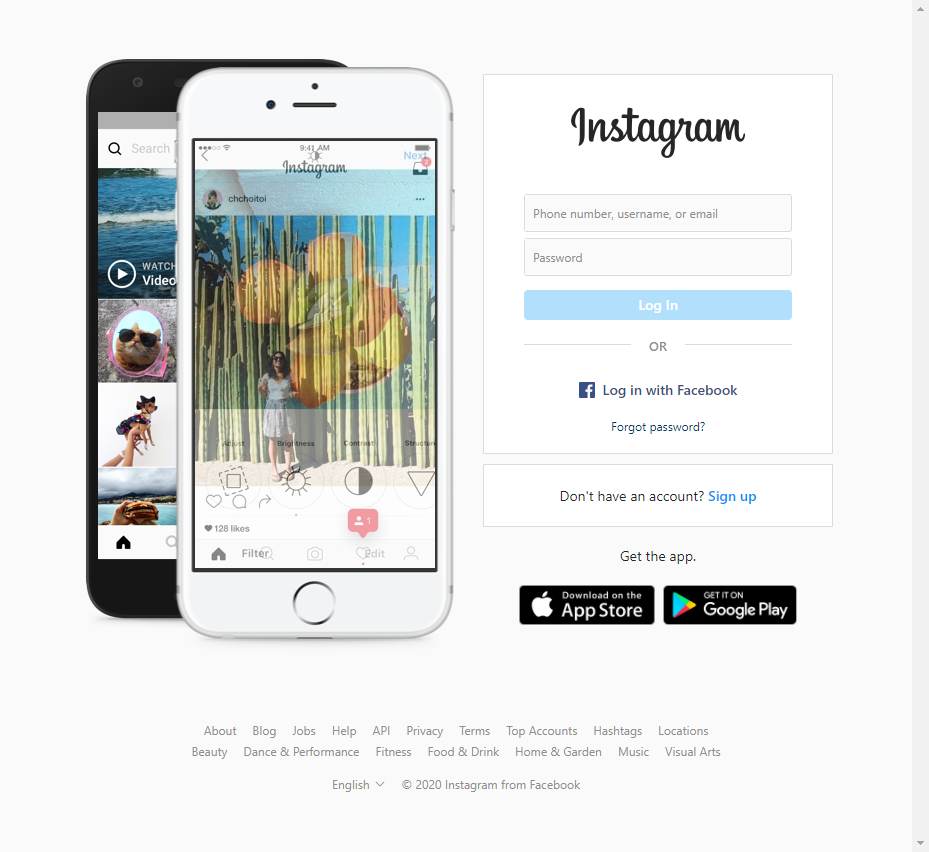 Search
WATCH
Video
9:41 AM
Next
2
Instagram
chchoitoi
Adjust
Brightness
Contrast
Structure
128 likes
1
Filter
Edit
Instagram
Phone number, username, or email
Password
Log In
OR
Log in with Facebook
Forgot password?
Don't have an account? Sign up
Get the app.
Download on the
App Store
GET IT ON
Google Play
About Blog Jobs Help API Privacy Terms Top Accounts Hashtags Locations
Beauty Dance & Performance Fitness Food & Drink Home & Garden Music Visual Arts
English © 2020 Instagram from Facebook